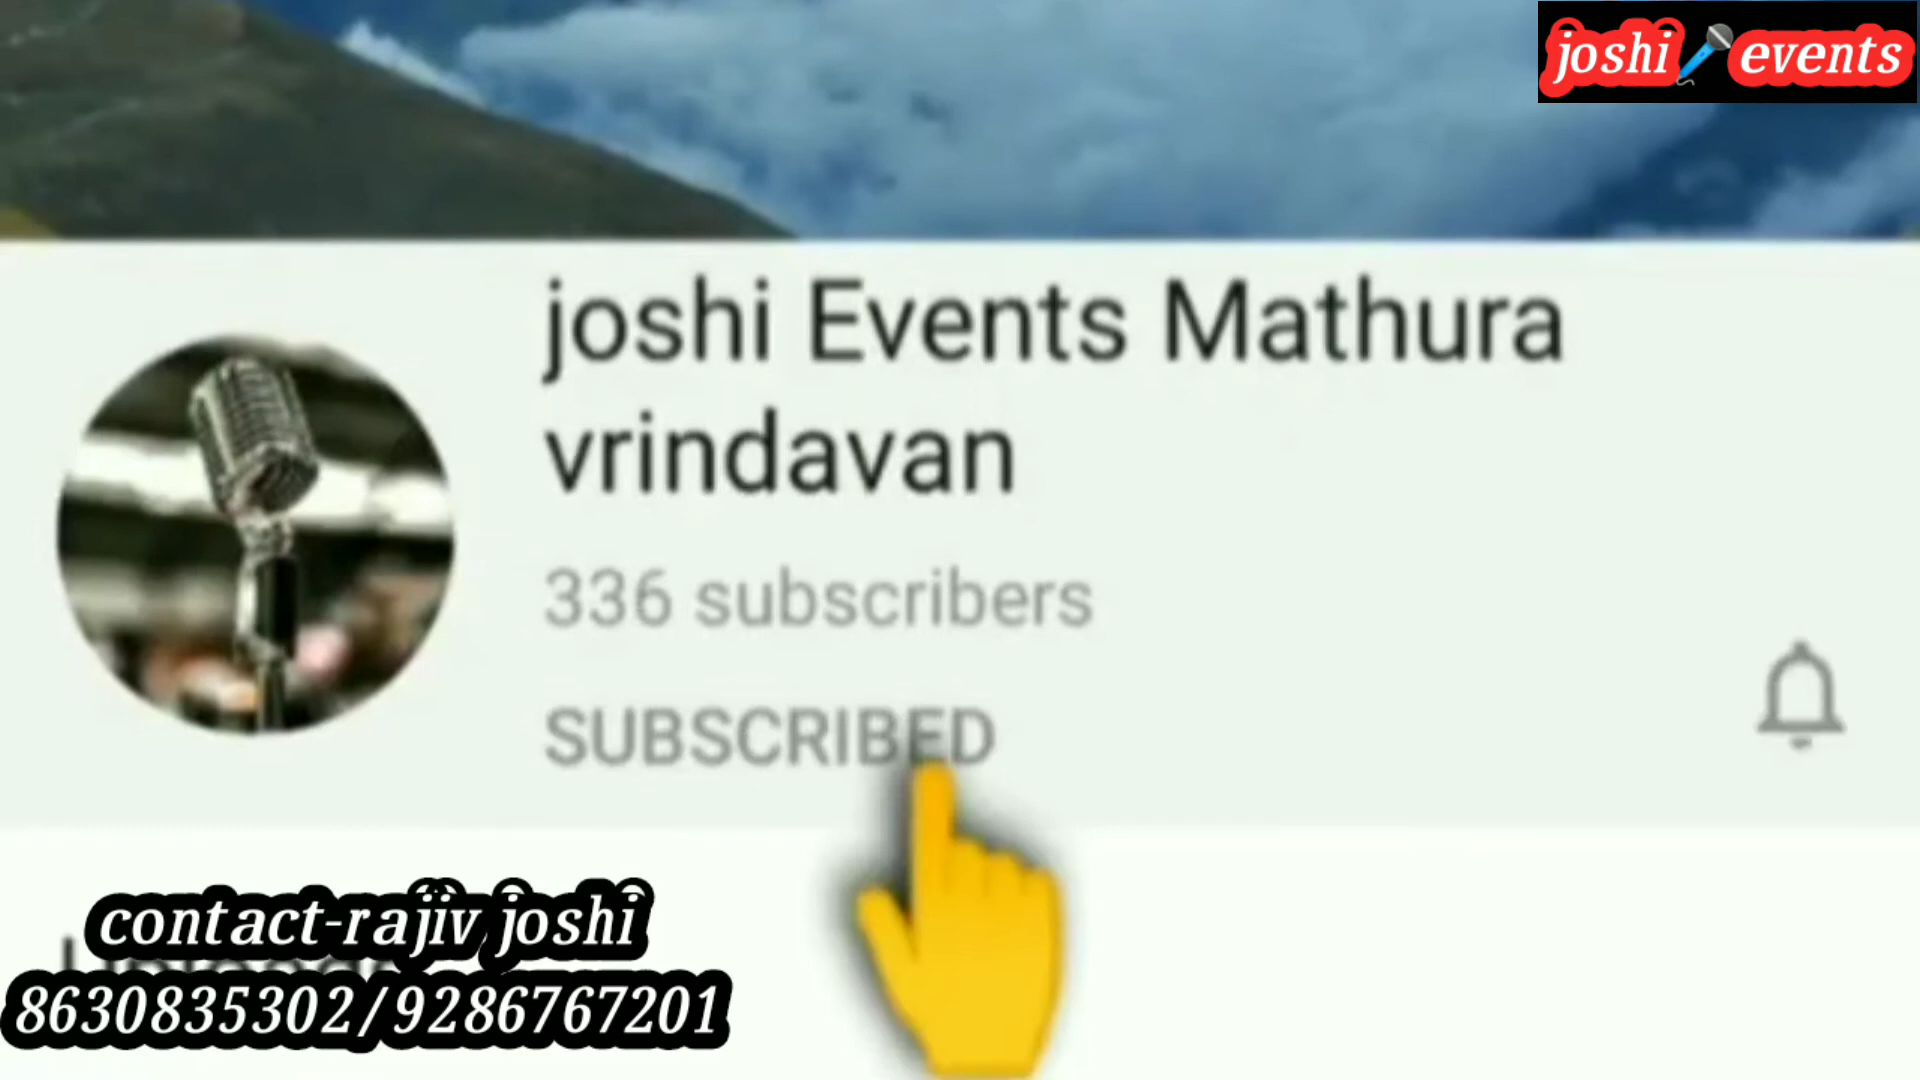 joshi events
joshi Events Mathura
vrindavan
336 subscribers
SUBSCRIBED
contact-rajiv joshi
8630835302/9286767201